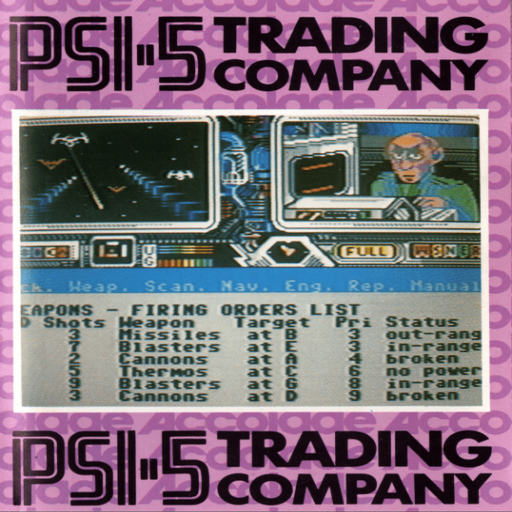 PSI-5 TRADING
COMPANY
FULL
ck. Weap. Scan. Nav. Eng. Rep. Manual
EAPONS - FIRING ORDERS LIST
D Shots Weapon Target Pri Status
3 Missiles at B 3 out-rang
7 Blasters at E 3 in-range
2 Cannons at A 4 broken
5 Thermos at C 6 no power
9 Blasters at G 8 in-range
3 Cannons at D 9 broken
Accolade Acco
PSI-5 TRADING
COMPANY